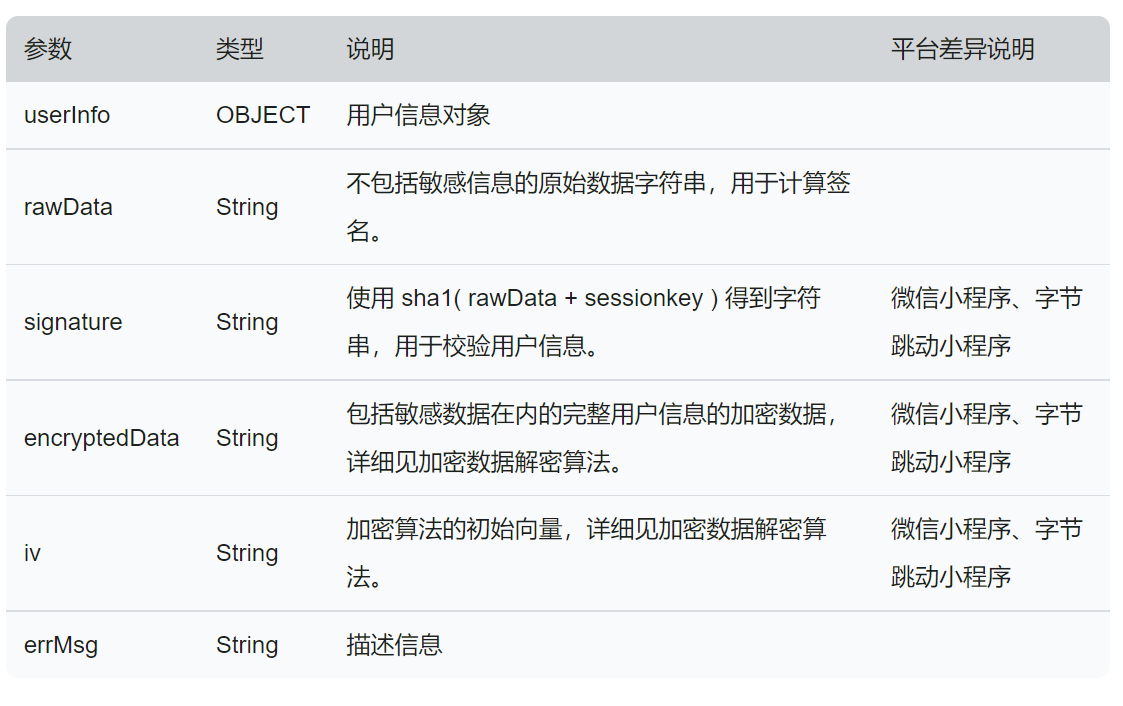 参数 类型 说明 平台差异说明
userInfo OBJECT 用户信息对象
rawData String 不包括敏感信息的原始数据字符串，用于计算签
名。
signature String 使用 sha1( rawData + sessionkey ) 得到字符 微信小程序、字节
串，用于校验用户信息。 跳动小程序
encryptedData String 包括敏感数据在内的完整用户信息的加密数据， 微信小程序、字节
详细见加密数据解密算法。 跳动小程序
iv String 加密算法的初始向量，详细见加密数据解密算 微信小程序、字节
法。 跳动小程序
errMsg String 描述信息